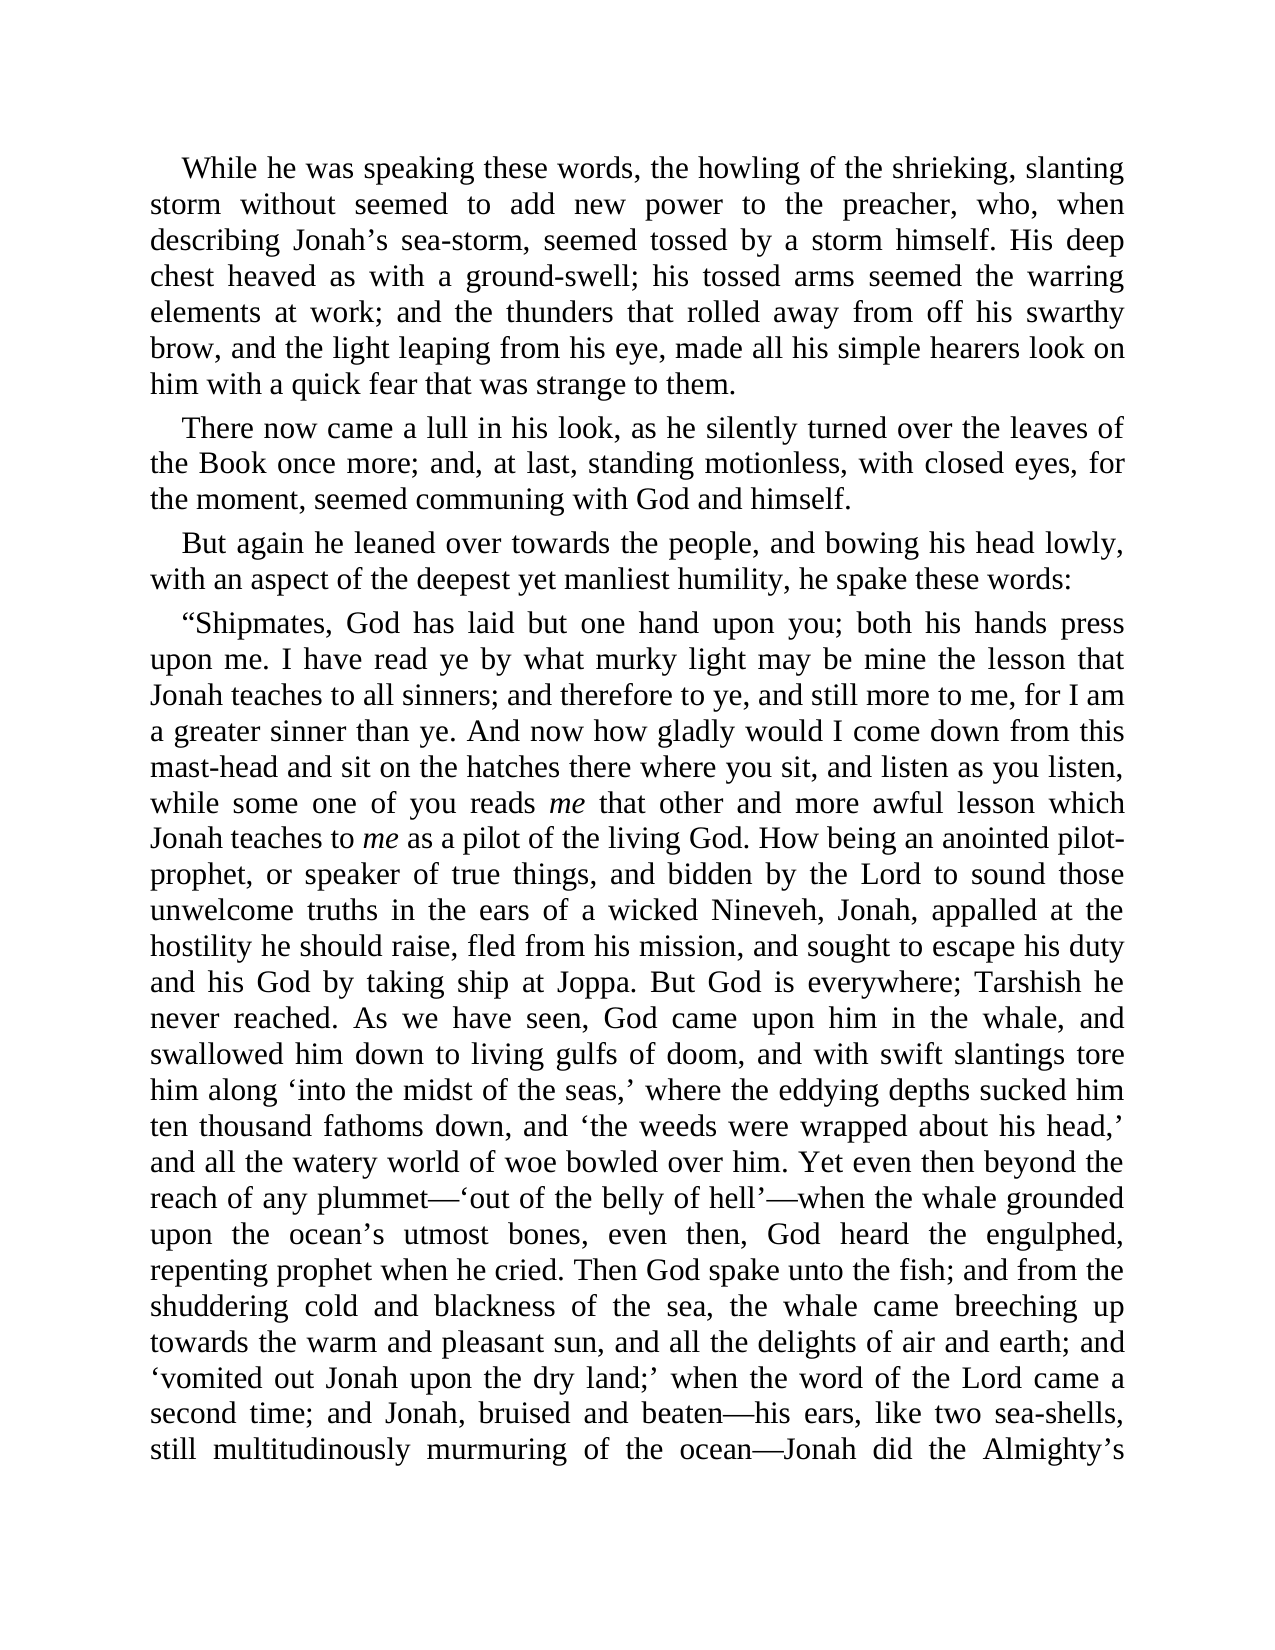 While he was speaking these words, the howling of the shrieking, slanting
storm without seemed to add new power to the preacher, who, when
describing Jonah’s sea-storm, seemed tossed by a storm himself. His deep
chest heaved as with a ground-swell; his tossed arms seemed the warring
elements at work; and the thunders that rolled away from off his swarthy
brow, and the light leaping from his eye, made all his simple hearers look on
him with a quick fear that was strange to them.
There now came a lull in his look, as he silently turned over the leaves of
the Book once more; and, at last, standing motionless, with closed eyes, for
the moment, seemed communing with God and himself.
But again he leaned over towards the people, and bowing his head lowly,
with an aspect of the deepest yet manliest humility, he spake these words:
“Shipmates, God has laid but one hand upon you; both his hands press
upon me. I have read ye by what murky light may be mine the lesson that
Jonah teaches to all sinners; and therefore to ye, and still more to me, for I am
a greater sinner than ye. And now how gladly would I come down from this
mast-head and sit on the hatches there where you sit, and listen as you listen,
while some one of you reads me that other and more awful lesson which
Jonah teaches to me as a pilot of the living God. How being an anointed pilot-
prophet, or speaker of true things, and bidden by the Lord to sound those
unwelcome truths in the ears of a wicked Nineveh, Jonah, appalled at the
hostility he should raise, fled from his mission, and sought to escape his duty
and his God by taking ship at Joppa. But God is everywhere; Tarshish he
never reached. As we have seen, God came upon him in the whale, and
swallowed him down to living gulfs of doom, and with swift slantings tore
him along ‘into the midst of the seas,’ where the eddying depths sucked him
ten thousand fathoms down, and ‘the weeds were wrapped about his head,’
and all the watery world of woe bowled over him. Yet even then beyond the
reach of any plummet—‘out of the belly of hell’—when the whale grounded
upon the ocean’s utmost bones, even then, God heard the engulphed,
repenting prophet when he cried. Then God spake unto the fish; and from the
shuddering cold and blackness of the sea, the whale came breeching up
towards the warm and pleasant sun, and all the delights of air and earth; and
‘vomited out Jonah upon the dry land;’ when the word of the Lord came a
second time; and Jonah, bruised and beaten—his ears, like two sea-shells,
still multitudinously murmuring of the ocean—Jonah did the Almighty’s